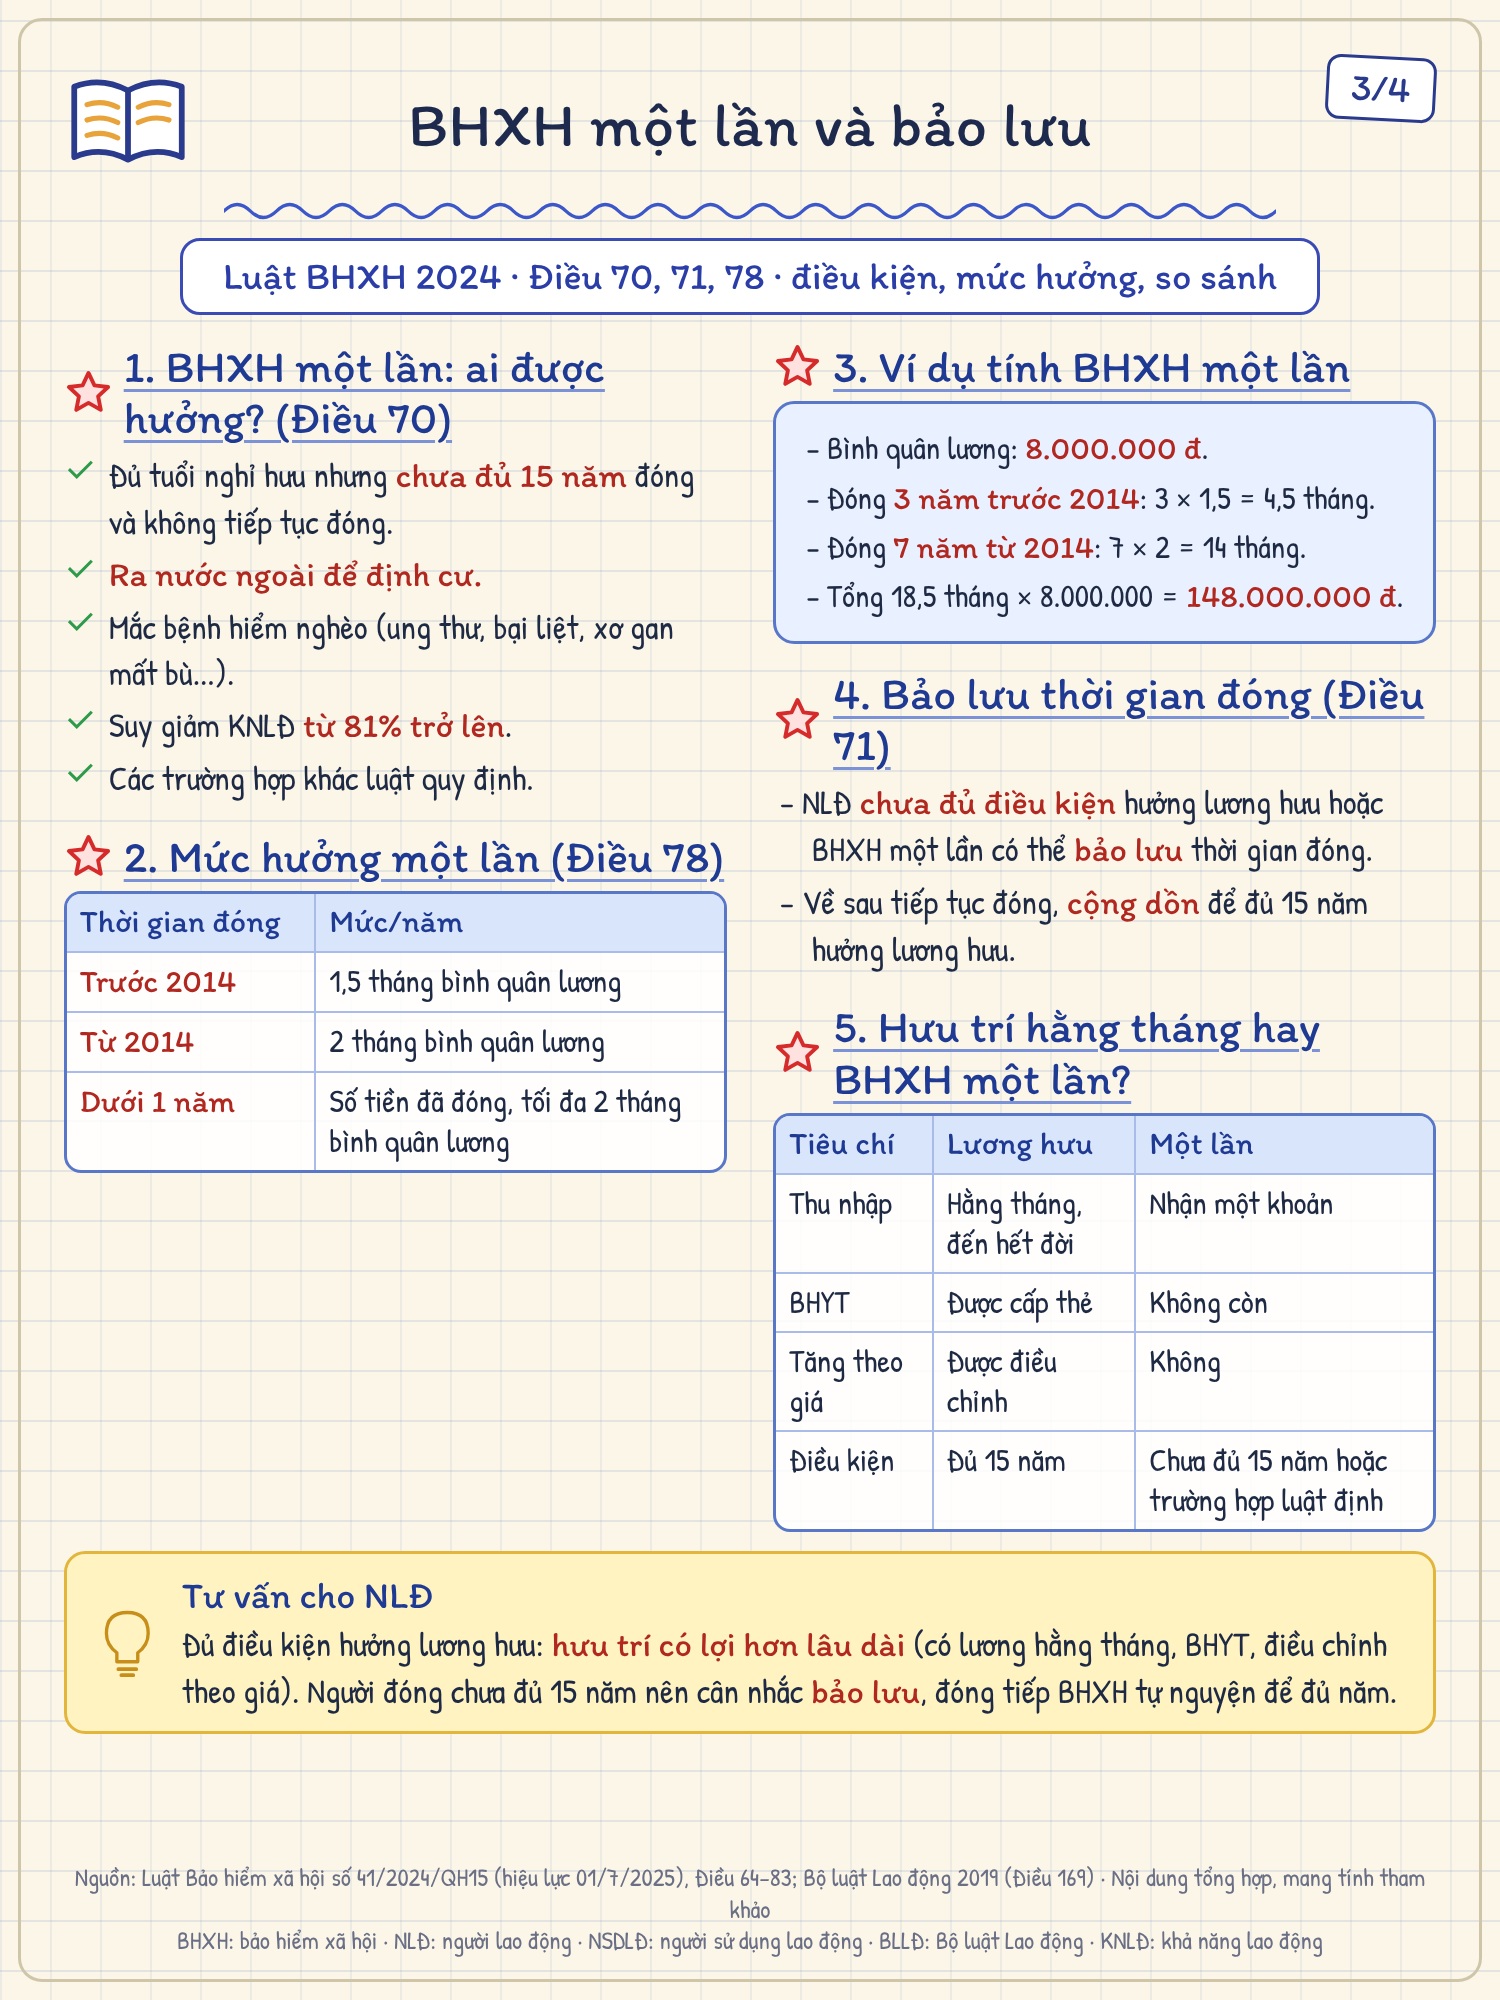 3/4
BHXH một lần và bảo lưu
Luật BHXH 2024 · Điều 70, 71, 78 · điều kiện, mức hưởng, so sánh
1. BHXH một lần: ai được
hưởng? (Điều 70)
Đủ tuổi nghỉ hưu nhưng chưa đủ 15 năm đóng
và không tiếp tục đóng.
Ra nước ngoài để định cư.
Mắc bệnh hiểm nghèo (ung thư, bại liệt, xơ gan
mất bù...).
Suy giảm KNLĐ từ 81% trở lên.
Các trường hợp khác luật quy định.
2. Mức hưởng một lần (Điều 78)
Thời gian đóng Mức/năm
Trước 2014 1,5 tháng bình quân lương
Từ 2014 2 tháng bình quân lương
Dưới 1 năm Số tiền đã đóng, tối đa 2 tháng
bình quân lương
3. Ví dụ tính BHXH một lần
– Bình quân lương: 8.000.000 đ.
– Đóng 3 năm trước 2014: 3 × 1,5 = 4,5 tháng.
– Đóng 7 năm từ 2014: 7 × 2 = 14 tháng.
– Tổng 18,5 tháng × 8.000.000 = 148.000.000 đ.
4. Bảo lưu thời gian đóng (Điều
71)
– NLĐ chưa đủ điều kiện hưởng lương hưu hoặc
BHXH một lần có thể bảo lưu thời gian đóng.
– Về sau tiếp tục đóng, cộng dồn để đủ 15 năm
hưởng lương hưu.
5. Hưu trí hằng tháng hay
BHXH một lần?
Tiêu chí Lương hưu Một lần
Thu nhập Hằng tháng, Nhận một khoản
đến hết đời
BHYT Được cấp thẻ Không còn
Tăng theo Được điều Không
giá chỉnh
Điều kiện Đủ 15 năm Chưa đủ 15 năm hoặc
trường hợp luật định
Tư vấn cho NLĐ
Đủ điều kiện hưởng lương hưu: hưu trí có lợi hơn lâu dài (có lương hằng tháng, BHYT, điều chỉnh
theo giá). Người đóng chưa đủ 15 năm nên cân nhắc bảo lưu, đóng tiếp BHXH tự nguyện để đủ năm.
Nguồn: Luật Bảo hiểm xã hội số 41/2024/QH15 (hiệu lực 01/7/2025), Điều 64–83; Bộ luật Lao động 2019 (Điều 169) · Nội dung tổng hợp, mang tính tham
khảo
BHXH: bảo hiểm xã hội · NLĐ: người lao động · NSDLĐ: người sử dụng lao động · BLLĐ: Bộ luật Lao động · KNLĐ: khả năng lao động